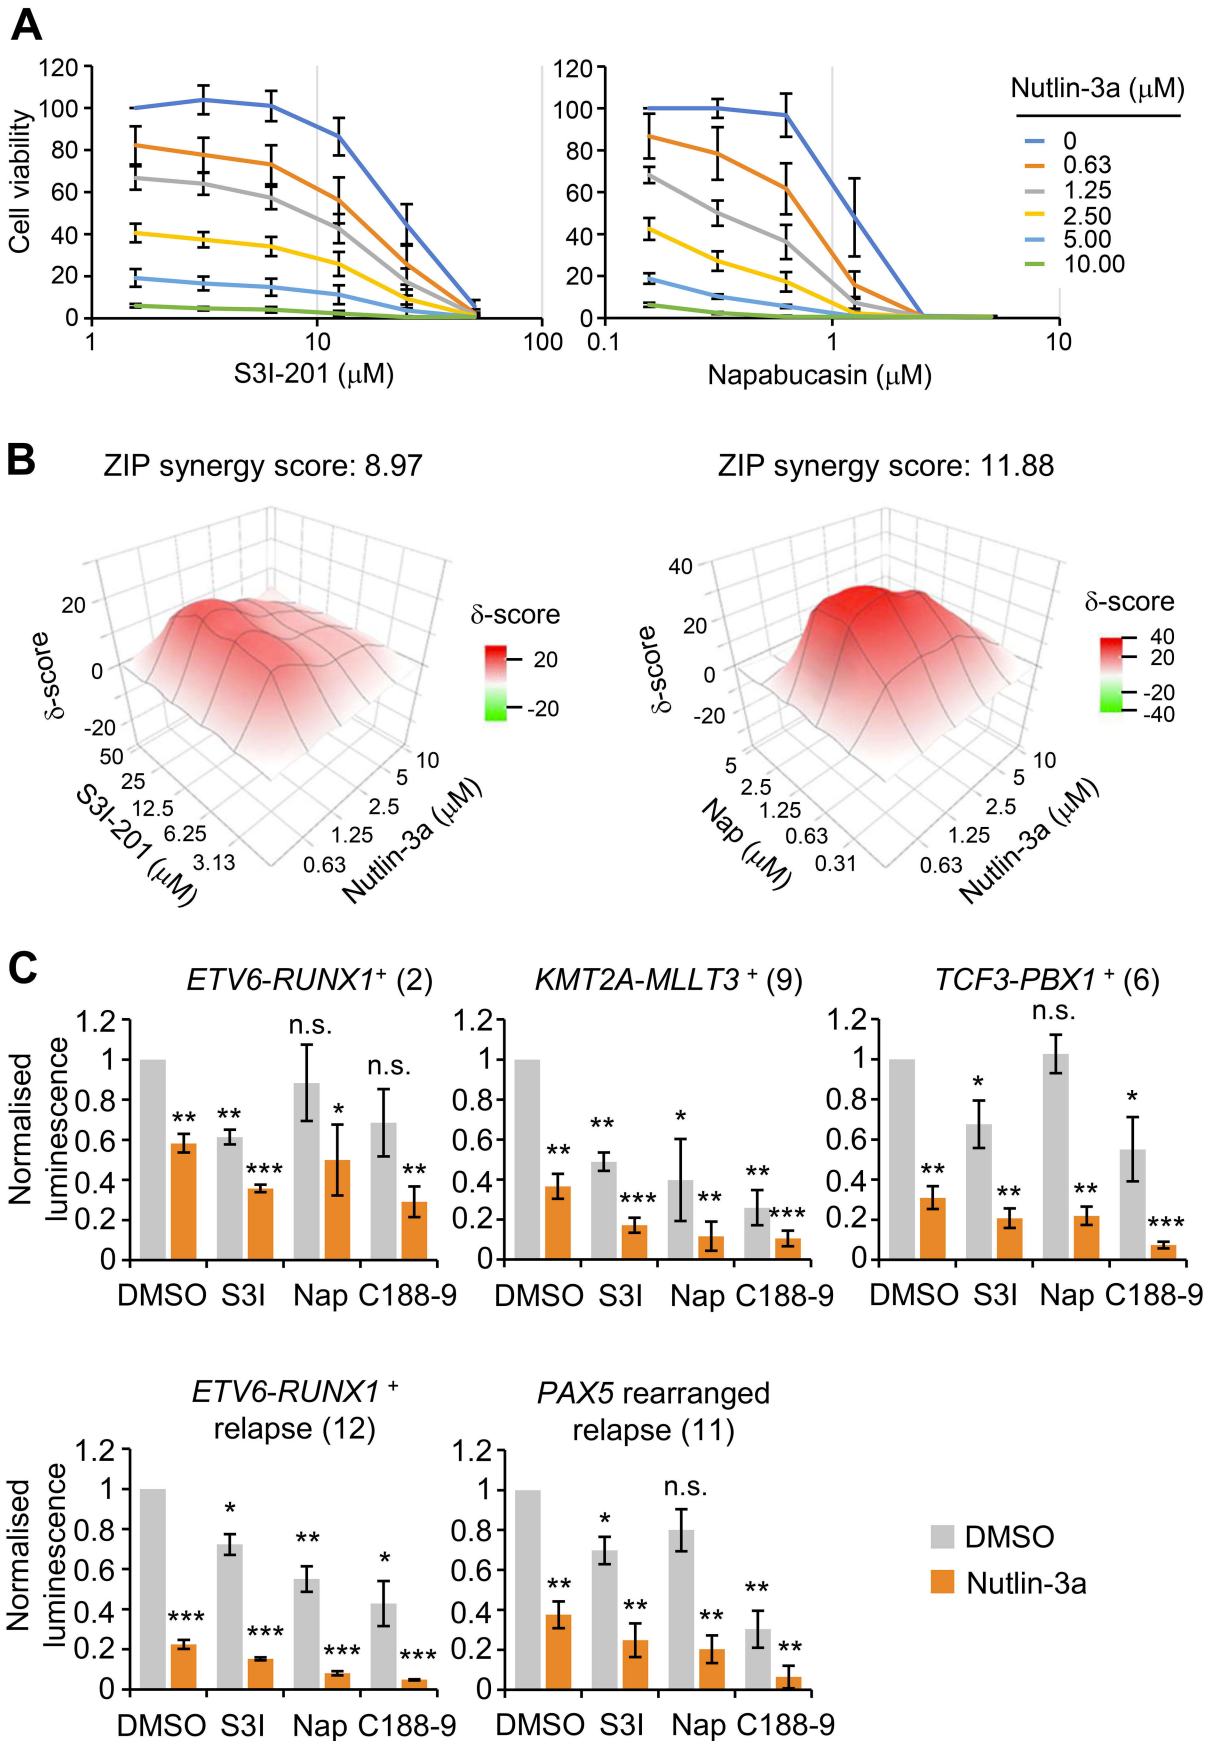 A
120
100
80
60
40
20
0
Cell viability
1
10
100
S3I-201 (μM)
120
100
80
60
40
20
0
0.1
1
10
Napabucasin (μM)
Nutlin-3a (μM)
0
0.63
1.25
2.50
5.00
10.00
B
ZIP synergy score: 8.97
20
0
-20
δ-score
50
25
12.5
6.25
3.13
S3I-201 (μM)
0.63
1.25
2.5
5
10
Nutlin-3a (μM)
δ-score
20
-20
ZIP synergy score: 11.88
40
20
0
-20
δ-score
5
2.5
1.25
0.63
0.31
Nap (μM)
0.63
1.25
2.5
5
10
Nutlin-3a (μM)
δ-score
40
20
-20
-40
C
ETV6-RUNX1+ (2)
1.2
1
0.8
0.6
0.4
0.2
0
Normalised
luminescence
** ** *** n.s. * n.s. **
DMSO S3I Nap C188-9
KMT2A-MLLT3 + (9)
1.2
1
0.8
0.6
0.4
0.2
0
** ** *** * ** ** ***
DMSO S3I Nap C188-9
TCF3-PBX1 + (6)
1.2
1
0.8
0.6
0.4
0.2
0
** * ** n.s. ** * ***
DMSO S3I Nap C188-9
ETV6-RUNX1 +
relapse (12)
1.2
1
0.8
0.6
0.4
0.2
0
Normalised
luminescence
*** * *** ** *** * ***
DMSO S3I Nap C188-9
PAX5 rearranged
relapse (11)
1.2
1
0.8
0.6
0.4
0.2
0
** * ** n.s. ** ** **
DMSO S3I Nap C188-9
DMSO
Nutlin-3a